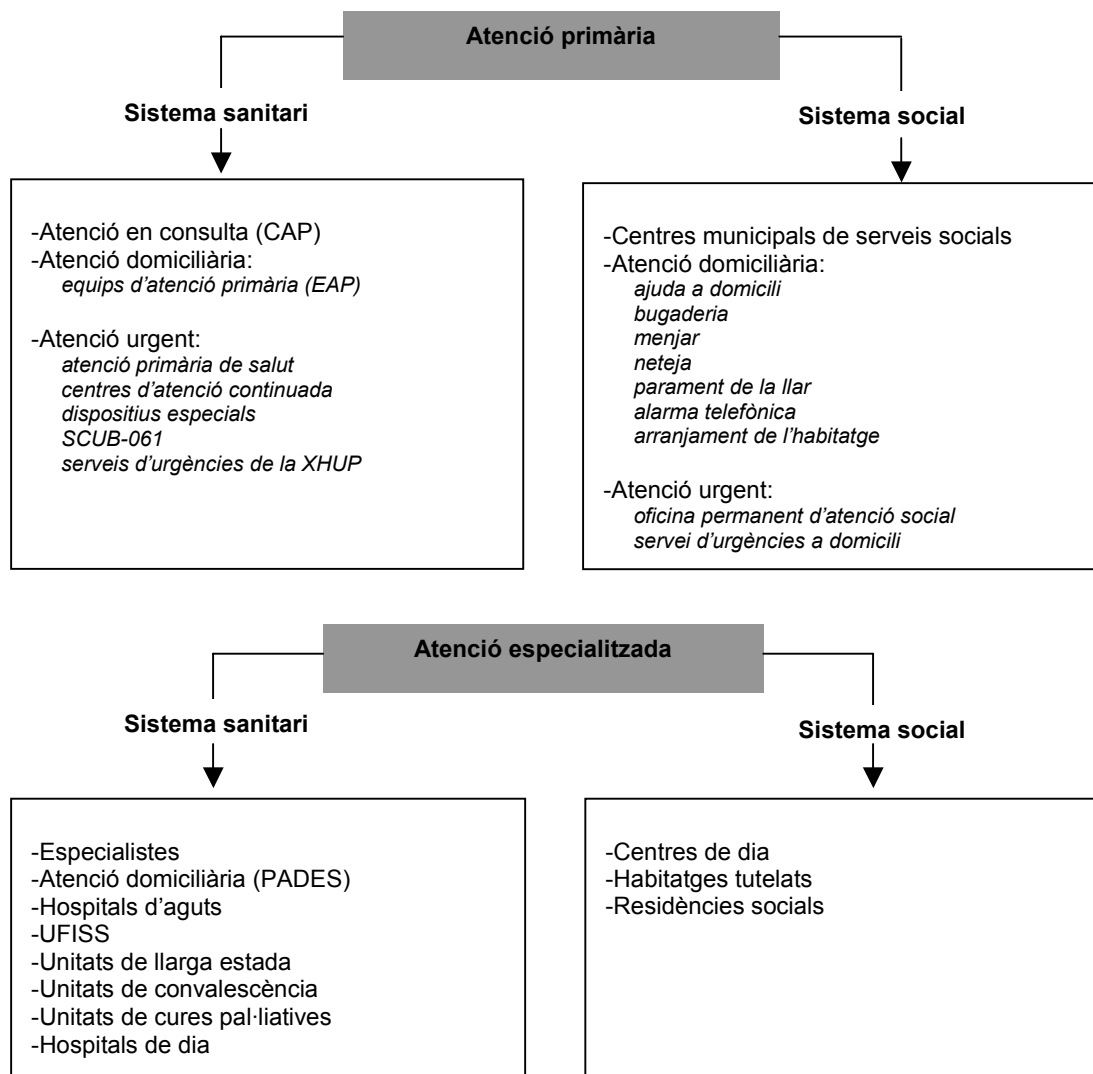 Atenció primària
Sistema sanitari
Sistema social
-Atenció en consulta (CAP)
-Atenció domiciliària:
equips d’atenció primària (EAP)
-Atenció urgent:
atenció primària de salut
centres d’atenció continuada
dispositius especials
SCUB-061
serveis d’urgències de la XHUP
-Centres municipals de serveis socials
-Atenció domiciliària:
ajuda a domicili
bugaderia
menjar
neteja
parament de la llar
alarma telefònica
arranjament de l’habitatge
-Atenció urgent:
oficina permanent d’atenció social
servei d’urgències a domicili
Atenció especialitzada
Sistema sanitari
Sistema social
-Especialistes
-Atenció domiciliària (PADES)
-Hospitals d’aguts
-UFISS
-Unitats de llarga estada
-Unitats de convalescència
-Unitats de cures pal·liatives
-Hospitals de dia
-Centres de dia
-Habitatges tutelats
-Residències socials